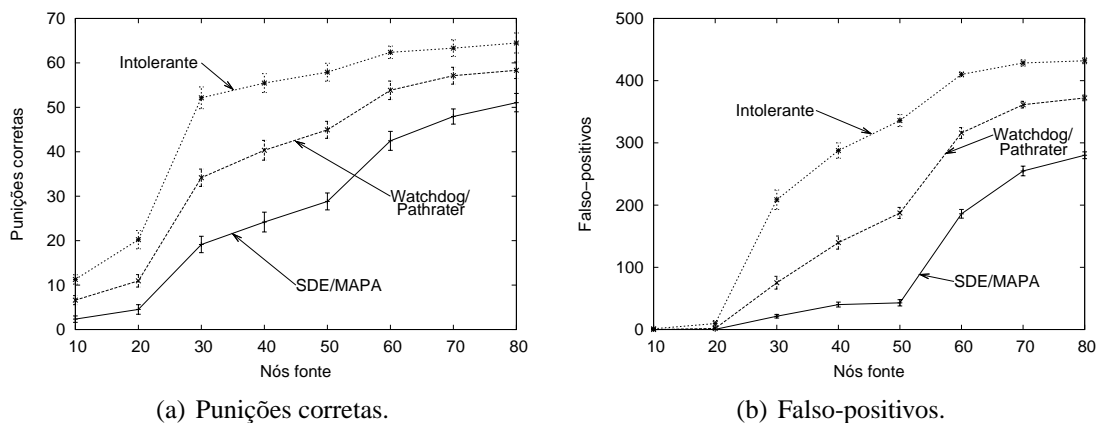 Punições corretas
70
60
50
40
30
20
10
0
10 20 30 40 50 60 70 80
Nós fonte
Intolerante
Watchdog/
Pathrater
SDE/MAPA
(a) Punições corretas.
Falso−positivos
500
400
300
200
100
0
10 20 30 40 50 60 70 80
Nós fonte
Intolerante
Watchdog/
Pathrater
SDE/MAPA
(b) Falso-positivos.